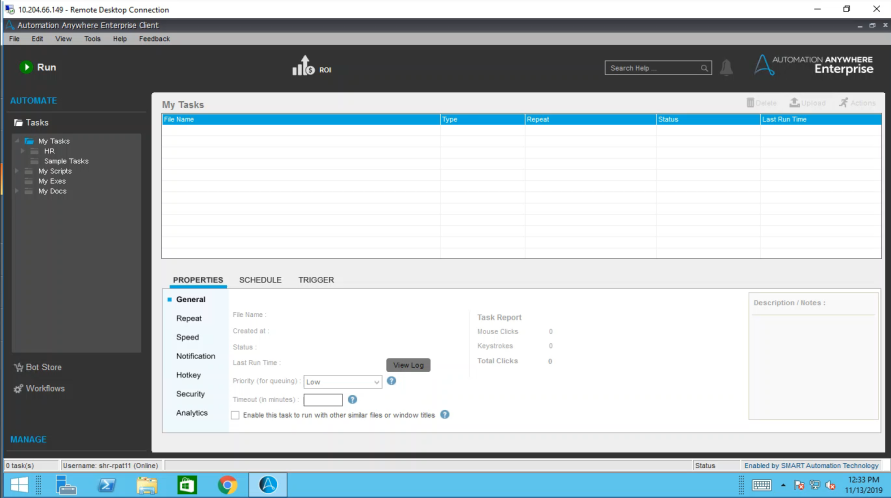 10.204.66.149 - Remote Desktop Connection
Automation Anywhere Enterprise Client
File Edit View Tools Help Feedback
Run
ROI
Search Help ...
AUTOMATION ANYWHERE
Enterprise
AUTOMATE
Tasks
My Tasks
HR
Sample Tasks
My Scripts
My Exes
My Docs
Bot Store
Workflows
MANAGE
My Tasks
Delete Upload Actions
File Name Type Repeat Status Last Run Time
PROPERTIES SCHEDULE TRIGGER
General
Repeat
Speed
Notification
Hotkey
Security
Analytics
File Name :
Created at :
Status :
Last Run Time :
View Log
Priority (for queuing) Low
Timeout (in minutes) :
Enable this task to run with other similar files or window titles
Task Report
Mouse Clicks 0
Keystrokes 0
Total Clicks 0
Description / Notes :
0 task(s) Username: shr-rpat11 (Online) Status Enabled by SMART Automation Technology
12:33 PM
11/13/2019